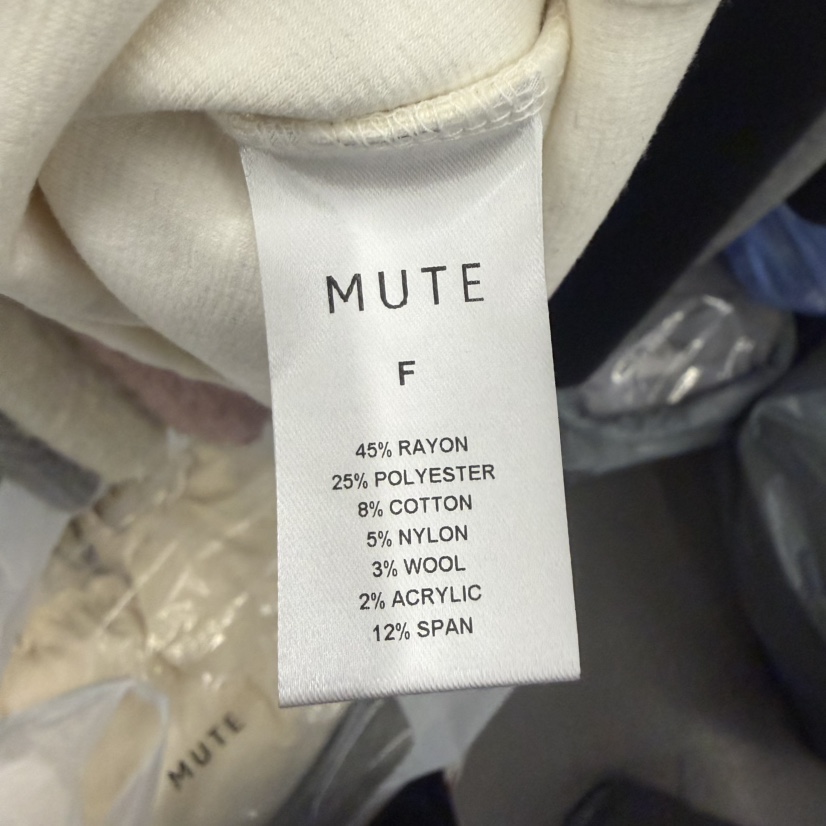 MUTE
F
45% RAYON
25% POLYESTER
8% COTTON
5% NYLON
3% WOOL
2% ACRYLIC
12% SPAN
MUTE